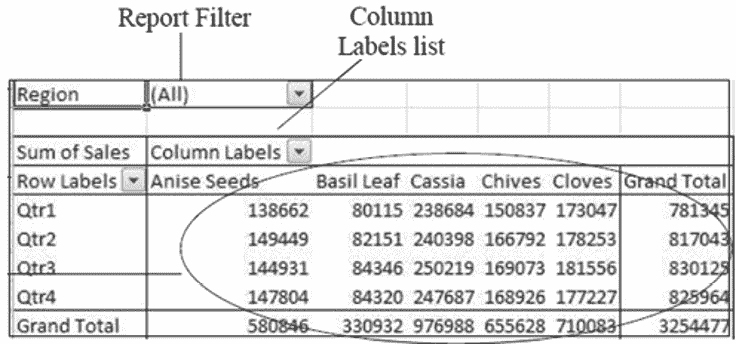 Report Filter
Column
Labels list
Region (All)
Sum of Sales Column Labels
Row Labels Anise Seeds Basil Leaf Cassia Chives Cloves Grand Total
Qtr1 138662 80115 238684 150837 173047 781345
Qtr2 149449 82151 240398 166792 178253 817043
Qtr3 144931 84346 250219 169073 181556 830125
Qtr4 147804 84320 247687 168926 177227 825964
Grand Total 580846 330932 976988 655628 710083 3254477